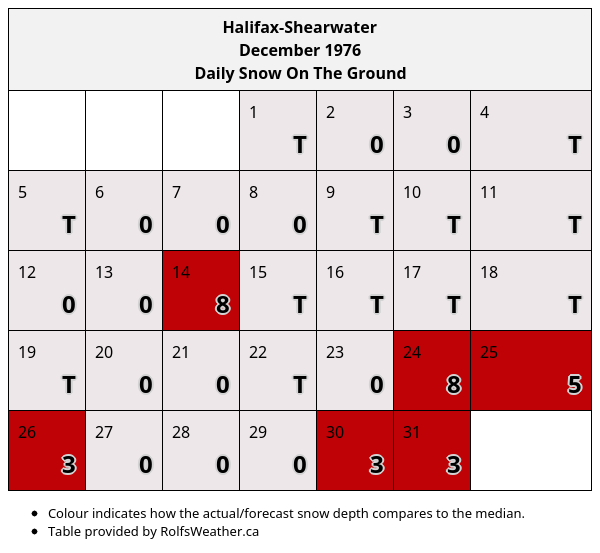 Halifax-Shearwater
December 1976
Daily Snow On The Ground
1 2 3 4
T 0 0 T
5 6 7 8 9 10 11
T 0 0 0 T T T
12 13 14 15 16 17 18
0 0 8 T T T T
19 20 21 22 23 24 25
T 0 0 T 0 8 5
26 27 28 29 30 31
3 0 0 0 3 3
• Colour indicates how the actual/forecast snow depth compares to the median.
• Table provided by RolfsWeather.ca